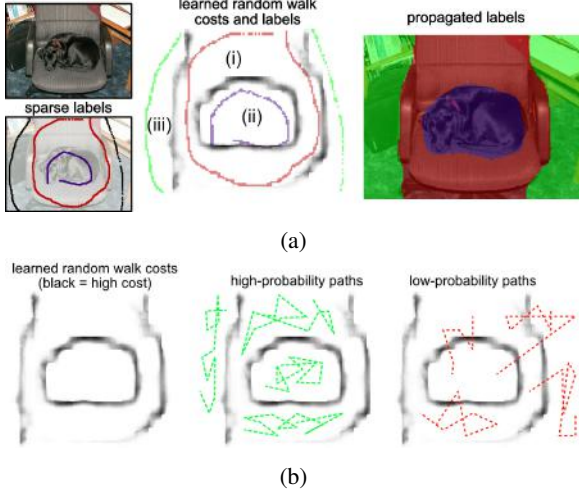 learned random walk
costs and labels
propagated labels
sparse labels
(i)
(ii)
(iii)
(a)
learned random walk costs
(black = high cost)
high-probability paths
low-probability paths
(b)